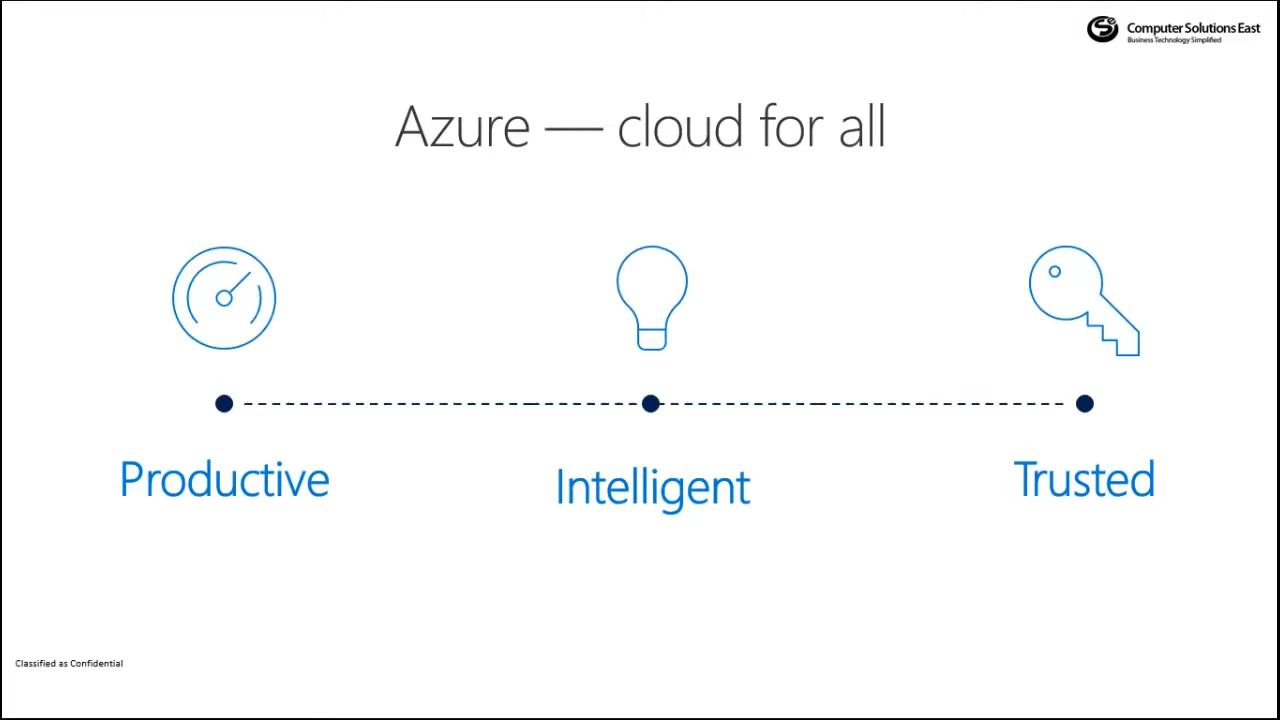 Computer Solutions East
Business Technology Simplified
Azure — cloud for all
Productive
Intelligent
Trusted
Classified as Confidential